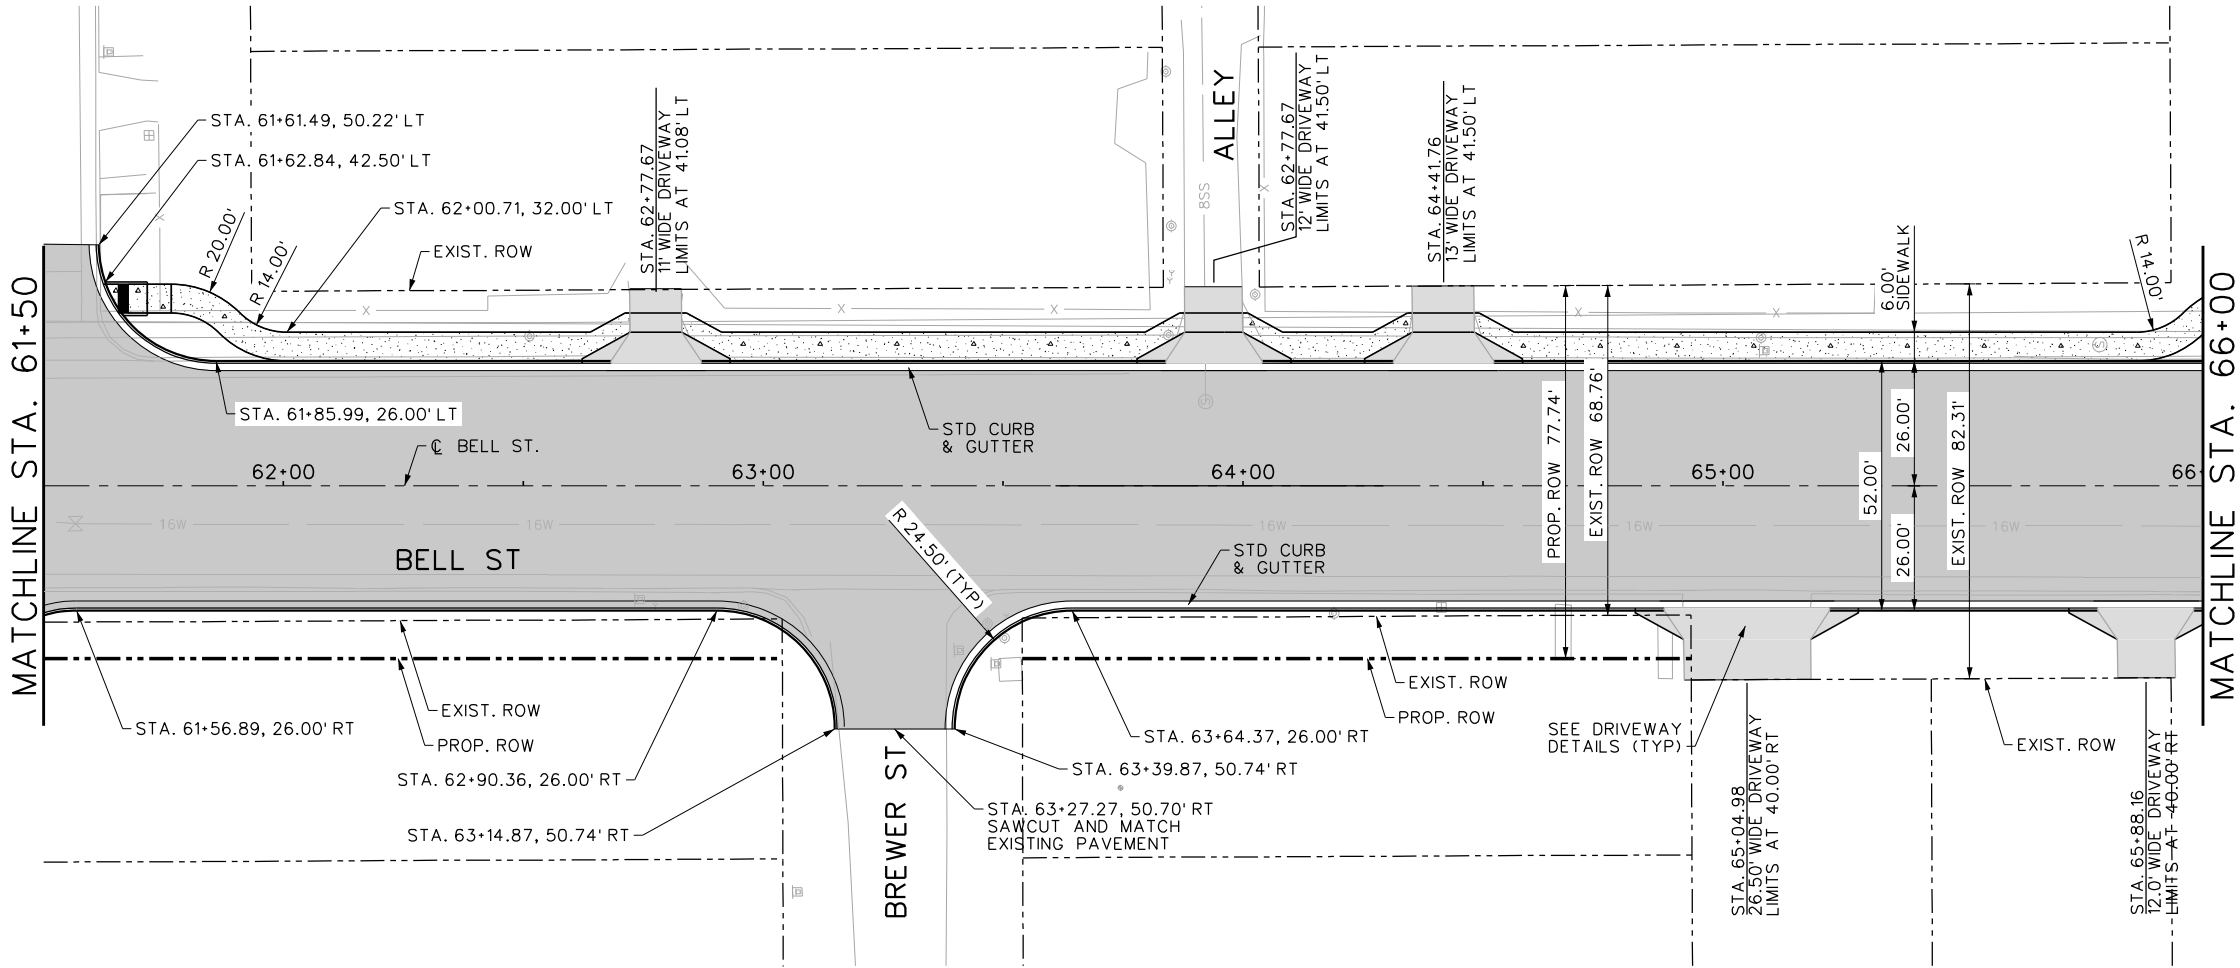 MATCHLINE STA. 61+50
STA. 61+61.49, 50.22' LT
STA. 61+62.84, 42.50' LT
R 20.00'
R 14.00'
STA. 62+00.71, 32.00' LT
EXIST. ROW
STA. 62+77.67
11' WIDE DRIVEWAY
LIMITS AT 41.08' LT
ALLEY
8SS
X
X
X
X
X
X
X
STA. 62+77.67
12' WIDE DRIVEWAY
LIMITS AT 41.50' LT
STA. 64+41.76
13' WIDE DRIVEWAY
LIMITS AT 41.50' LT
6.00'
SIDEWALK
R 14.00'
MATCHLINE STA. 66+00
STA. 61+85.99, 26.00' LT
℄ BELL ST.
STD CURB
& GUTTER
S
S
62+00
63+00
64+00
65+00
66+
PROP. ROW 77.74'
EXIST. ROW 68.76'
52.00'
26.00'
26.00'
EXIST. ROW 82.31'
16W
16W
16W
16W
16W
16W
BELL ST
R 24.50' (TYP)
STD CURB
& GUTTER
EXIST. ROW
PROP. ROW
STA. 61+56.89, 26.00' RT
STA. 62+90.36, 26.00' RT
STA. 63+14.87, 50.74' RT
BREWER ST
STA. 63+64.37, 26.00' RT
STA. 63+39.87, 50.74' RT
STA. 63+27.27, 50.70' RT
SAWCUT AND MATCH
EXISTING PAVEMENT
EXIST. ROW
PROP. ROW
SEE DRIVEWAY
DETAILS (TYP)
STA. 65+04.98
26.50' WIDE DRIVEWAY
LIMITS AT 40.00' RT
EXIST. ROW
STA. 65+88.16
12.0' WIDE DRIVEWAY
LIMITS AT 40.00' RT